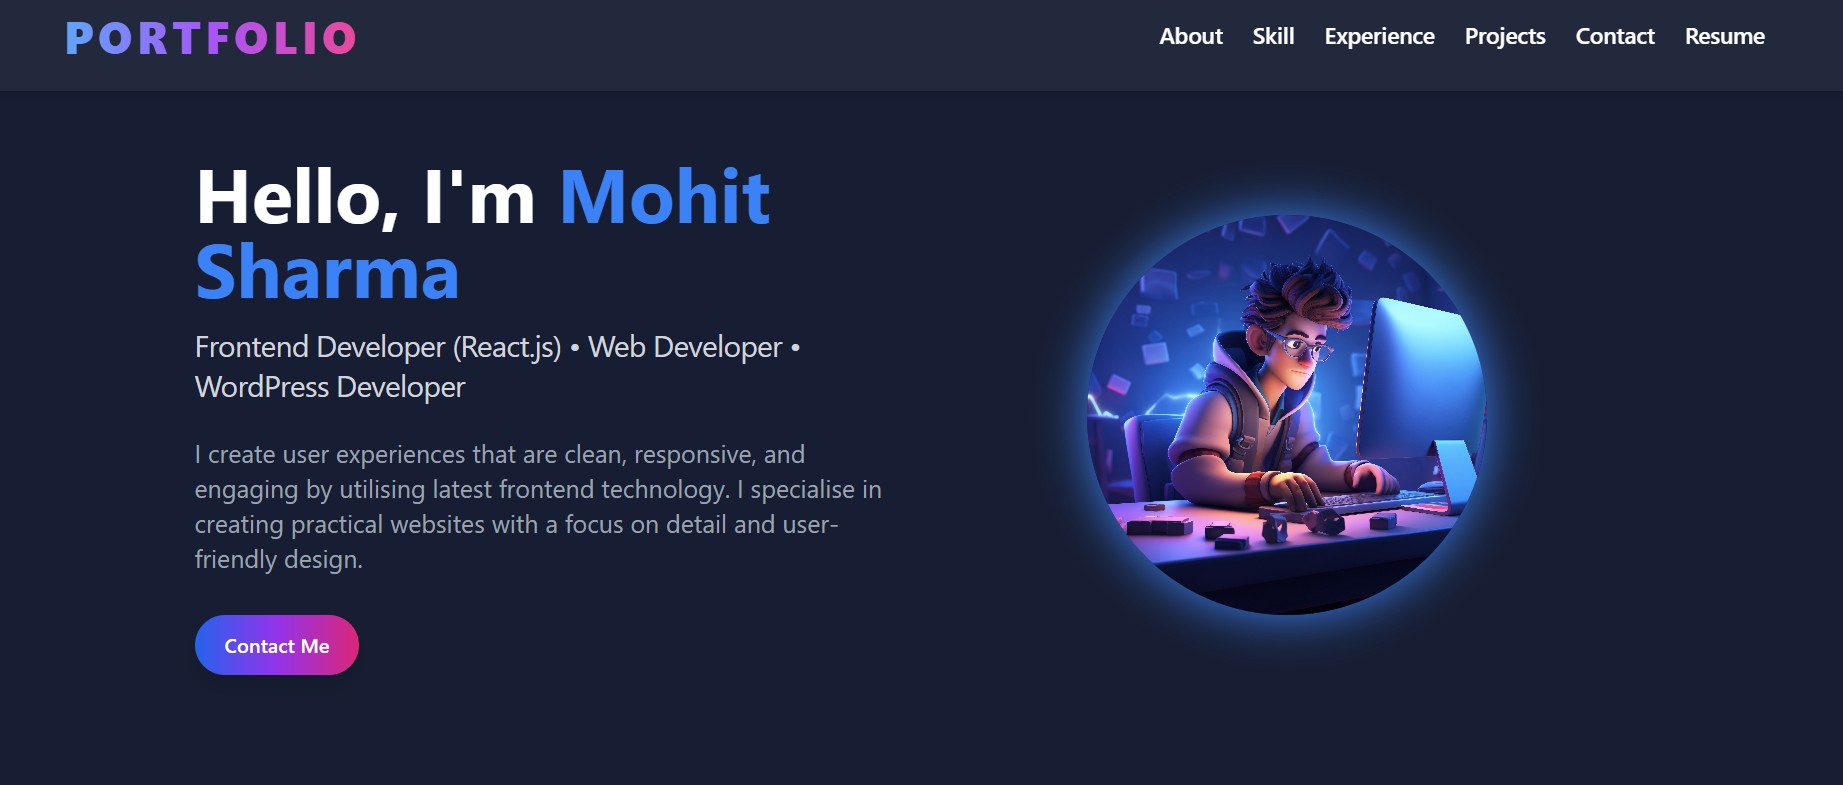 PORTFOLIO
About Skill Experience Projects Contact Resume
Hello, I'm Mohit
Sharma
Frontend Developer (React.js) • Web Developer •
WordPress Developer
I create user experiences that are clean, responsive, and
engaging by utilising latest frontend technology. I specialise in
creating practical websites with a focus on detail and user-
friendly design.
Contact Me